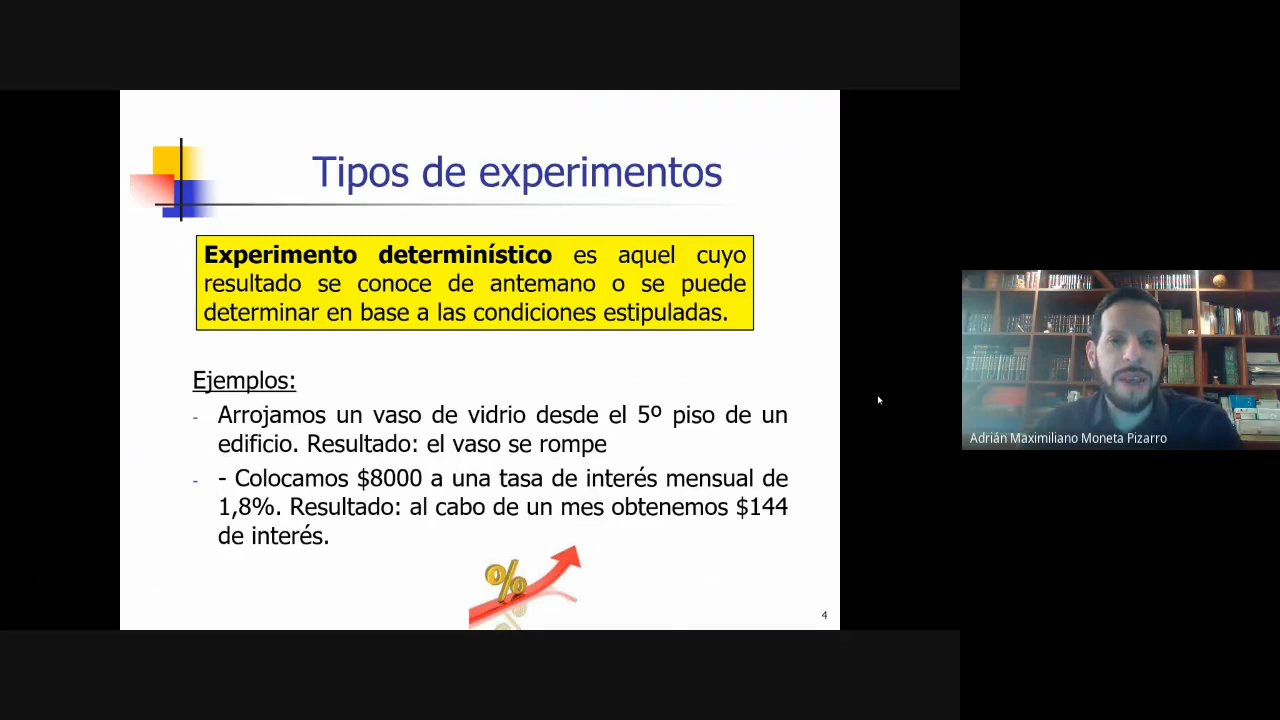 Tipos de experimentos
Experimento determinístico es aquel cuyo
resultado se conoce de antemano o se puede
determinar en base a las condiciones estipuladas.
Ejemplos:
- Arrojamos un vaso de vidrio desde el 5º piso de un
edificio. Resultado: el vaso se rompe
- - Colocamos $8000 a una tasa de interés mensual de
1,8%. Resultado: al cabo de un mes obtenemos $144
de interés.
%
4
Adrián Maximiliano Moneta Pizarro